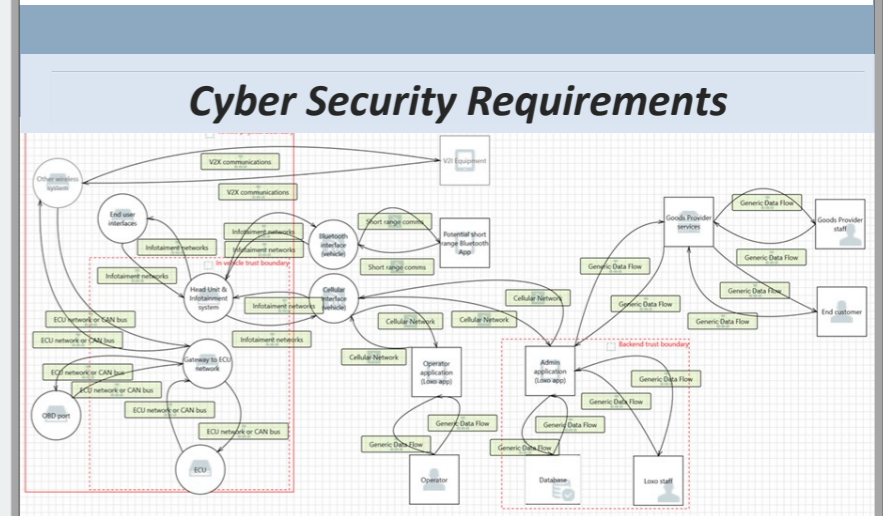 Cyber Security Requirements
V2X communications
V2X communications
Other wireless
system
V2I Equipment
End user
interfaces
Infotaiment networks
Infotaiment networks
Infotaiment networks
Infotaiment networks
Bluetooth
interface
(vehicle)
Short range comms
Short range comms
Potential short
range Bluetooth
App
In vehicle trust boundary
Head Unit &
Infotainment
system
Infotaiment networks
Infotaiment networks
Cellular
interface
(vehicle)
Cellular Network
Cellular Network
Cellular Network
Cellular Network
Goods Provider
services
Generic Data Flow
Generic Data Flow
Goods Provider
staff
Generic Data Flow
Generic Data Flow
End customer
Generic Data Flow
Generic Data Flow
ECU network or CAN bus
ECU network or CAN bus
Gateway to ECU
network
ECU network or CAN bus
ECU network or CAN bus
OBD port
ECU network or CAN bus
ECU network or CAN bus
ECU
Operator
application
(Loxo app)
Generic Data Flow
Generic Data Flow
Operator
Backend trust boundary
Admin
application
(Loxo app)
Generic Data Flow
Generic Data Flow
Generic Data Flow
Generic Data Flow
Database
Loxo staff